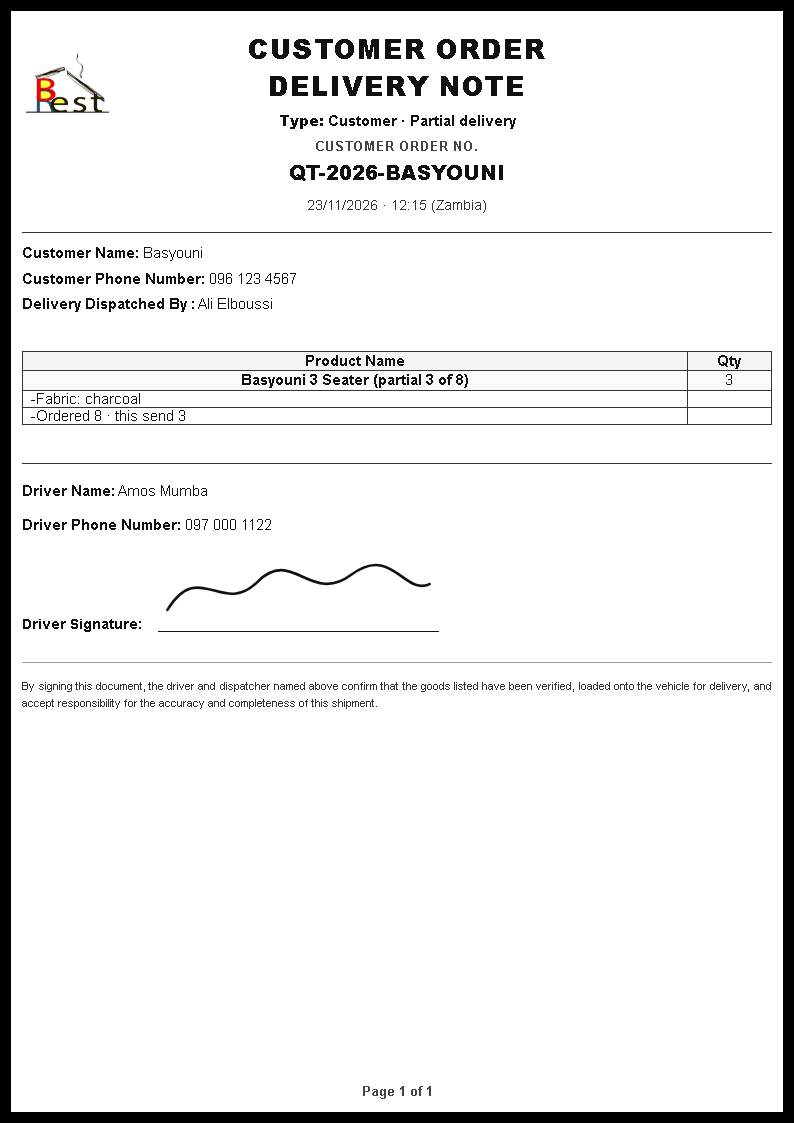 Best
CUSTOMER ORDER
DELIVERY NOTE
Type: Customer · Partial delivery
CUSTOMER ORDER NO.
QT-2026-BASYOUNI
23/11/2026 · 12:15 (Zambia)
Customer Name: Basyouni
Customer Phone Number: 096 123 4567
Delivery Dispatched By : Ali Elboussi
Product Name Qty
Basyouni 3 Seater (partial 3 of 8) 3
-Fabric: charcoal
-Ordered 8 · this send 3
Driver Name: Amos Mumba
Driver Phone Number: 097 000 1122
Driver Signature:
By signing this document, the driver and dispatcher named above confirm that the goods listed have been verified, loaded onto the vehicle for delivery, and
accept responsibility for the accuracy and completeness of this shipment.
Page 1 of 1